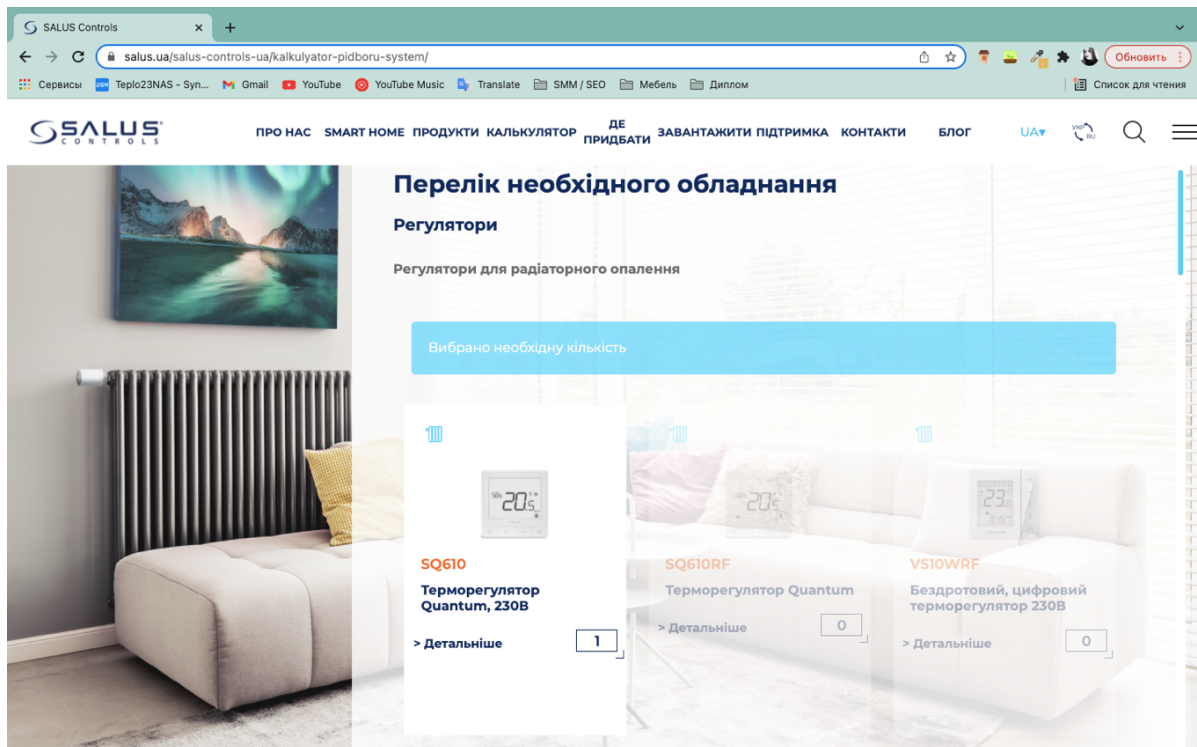 SALUS Controls
salus.ua/salus-controls-ua/kalkulyator-pidboru-system/
Обновить
Сервисы Teplo23NAS - Syn... Gmail YouTube YouTube Music Translate SMM / SEO Мебель Диплом Список для чтения
SALUS
CONTROLS
ПРО НАС SMART HOME ПРОДУКТИ КАЛЬКУЛЯТОР ДЕ ПРИДБАТИ ЗАВАНТАЖИТИ ПІДТРИМКА КОНТАКТИ БЛОГ UA
УКР
RU
Перелік необхідного обладнання
Регулятори
Регулятори для радіаторного опалення
Вибрано необхідну кількість
SQ610
Терморегулятор
Quantum, 230В
> Детальніше 1
SQ610RF
Терморегулятор Quantum
> Детальніше 0
VS10WRF
Бездротовий, цифровий
терморегулятор 230В
> Детальніше 0